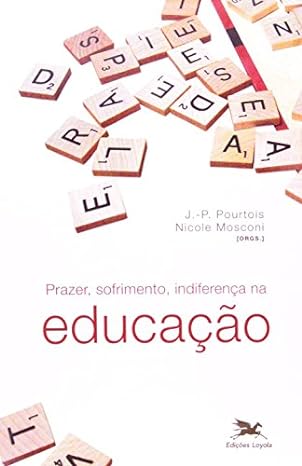 D
S
P
E
R
A
L
E
D
E
S
A
A
J.-P. Pourtois
Nicole Mosconi
[ORGS.]
Prazer, sofrimento, indiferença na
educação
T
V
Edições Loyola